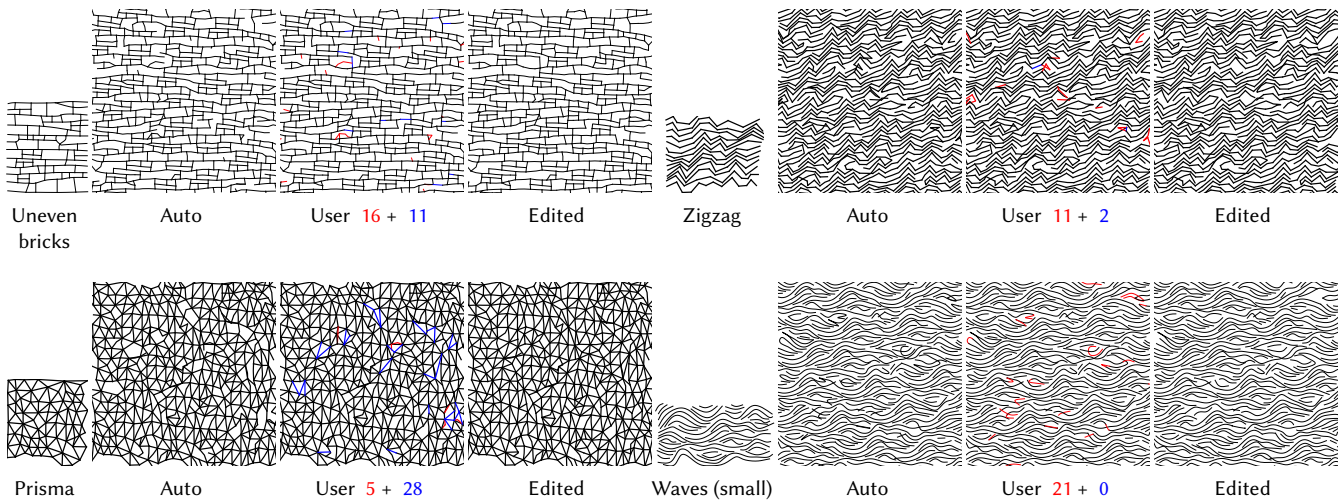 Uneven bricks
Auto
User 16 + 11
Edited
Zigzag
Auto
User 11 + 2
Edited
Prisma
Auto
User 5 + 28
Edited
Waves (small)
Auto
User 21 + 0
Edited